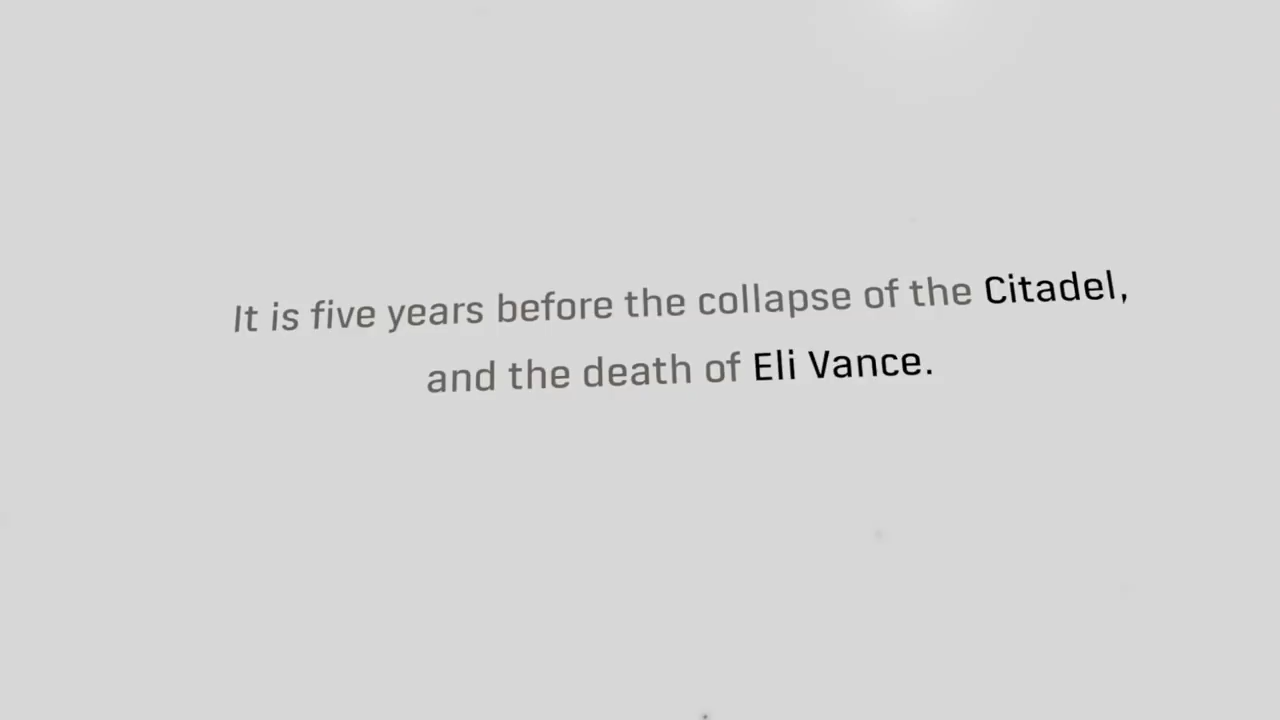 It is five years before the collapse of the Citadel,
and the death of Eli Vance.